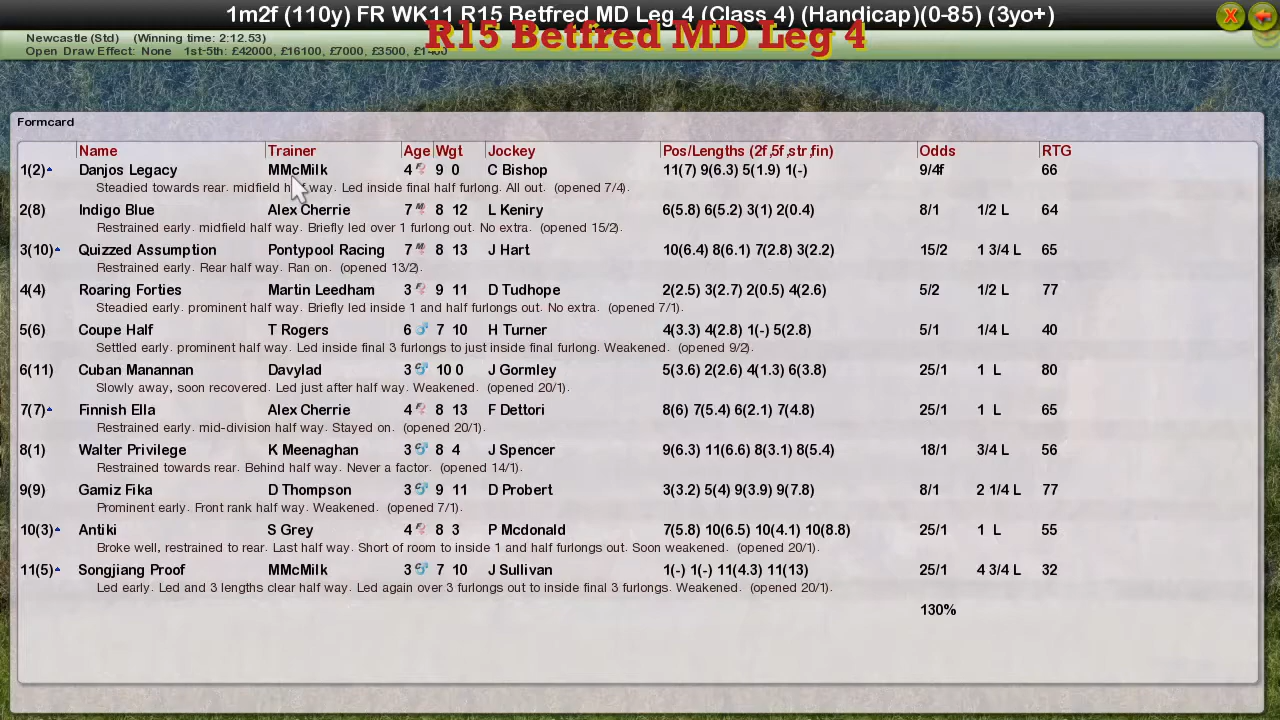 1m2f (110y) FR WK11 R15 Betfred MD Leg 4 (Class 4) (Handicap)(0-85) (3yo+)
R15 Betfred MD Leg 4
Newcastle (Std) (Winning time: 2:12.53)
Open Draw Effect: None 1st-5th: £42000, £16100, £7000, £3500, £1400
Formcard
Name Trainer Age Wgt Jockey Pos/Lengths (2f,5f,str,fin) Odds RTG
1(2) Danjos Legacy MMcMilk 4 9 0 C Bishop 11(7) 9(6.3) 5(1.9) 1(-) 9/4f 66
Steadied towards rear. midfield half way. Led inside final half furlong. All out. (opened 7/4).
2(8) Indigo Blue Alex Cherrie 7 8 12 L Keniry 6(5.8) 6(5.2) 3(1) 2(0.4) 8/1 1/2 L 64
Restrained early. midfield half way. Briefly led over 1 furlong out. No extra. (opened 15/2).
3(10) Quizzed Assumption Pontypool Racing 7 8 13 J Hart 10(6.4) 8(6.1) 7(2.8) 3(2.2) 15/2 1 3/4 L 65
Restrained early. Rear half way. Ran on. (opened 13/2).
4(4) Roaring Forties Martin Leedham 3 9 11 D Tudhope 2(2.5) 3(2.7) 2(0.5) 4(2.6) 5/2 1/2 L 77
Steadied early. prominent half way. Briefly led inside 1 and half furlongs out. No extra. (opened 7/1).
5(6) Coupe Half T Rogers 6 7 10 H Turner 4(3.3) 4(2.8) 1(-) 5(2.8) 5/1 1/4 L 40
Settled early. prominent half way. Led inside final 3 furlongs to just inside final furlong. Weakened. (opened 9/2).
6(11) Cuban Manannan Davylad 3 10 0 J Gormley 5(3.6) 2(2.6) 4(1.3) 6(3.8) 25/1 1 L 80
Slowly away, soon recovered. Led just after half way. Weakened. (opened 20/1).
7(7) Finnish Ella Alex Cherrie 4 8 13 F Dettori 8(6) 7(5.4) 6(2.1) 7(4.8) 25/1 1 L 65
Restrained early. mid-division half way. Stayed on. (opened 20/1).
8(1) Walter Privilege K Meenaghan 3 8 4 J Spencer 9(6.3) 11(6.6) 8(3.1) 8(5.4) 18/1 3/4 L 56
Restrained towards rear. Behind half way. Never a factor. (opened 14/1).
9(9) Gamiz Fika D Thompson 3 9 11 D Probert 3(3.2) 5(4) 9(3.9) 9(7.8) 8/1 2 1/4 L 77
Prominent early. Front rank half way. Weakened. (opened 7/1).
10(3) Antiki S Grey 4 8 3 P Mcdonald 7(5.8) 10(6.5) 10(4.1) 10(8.8) 25/1 1 L 55
Broke well, restrained to rear. Last half way. Short of room to inside 1 and half furlongs out. Soon weakened. (opened 20/1).
11(5) Songjiang Proof MMcMilk 3 7 10 J Sullivan 1(-) 1(-) 11(4.3) 11(13) 25/1 4 3/4 L 32
Led early. Led and 3 lengths clear half way. Led again over 3 furlongs out to inside final 3 furlongs. Weakened. (opened 20/1).
130%